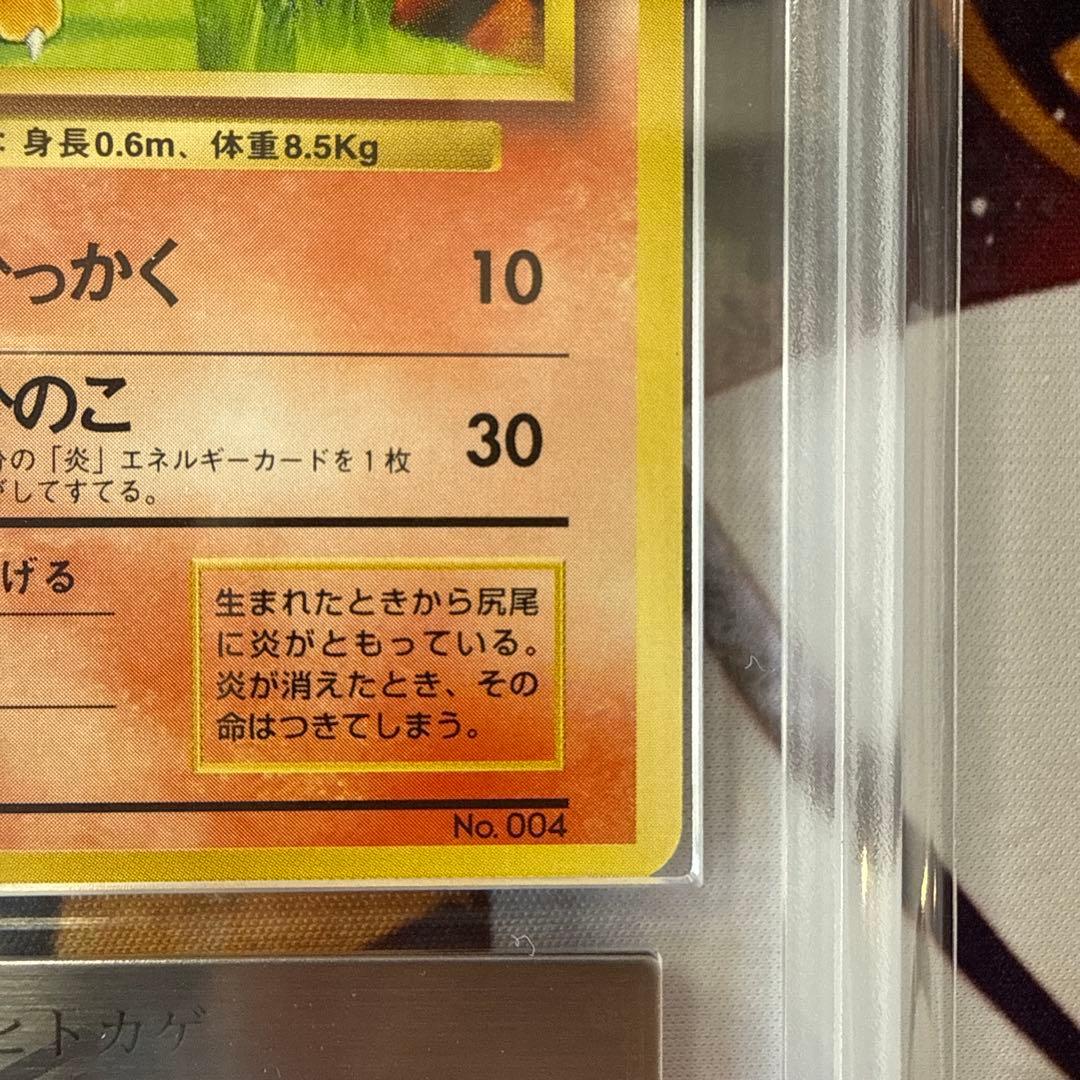 身長0.6m、体重8.5Kg
っかく 10
のこ 30
の「炎」エネルギーカードを1枚
してすてる。
げる
生まれたときから尻尾
に炎がともっている。
炎が消えたとき、その
命はつきてしまう。
No. 004
ヒトカゲ